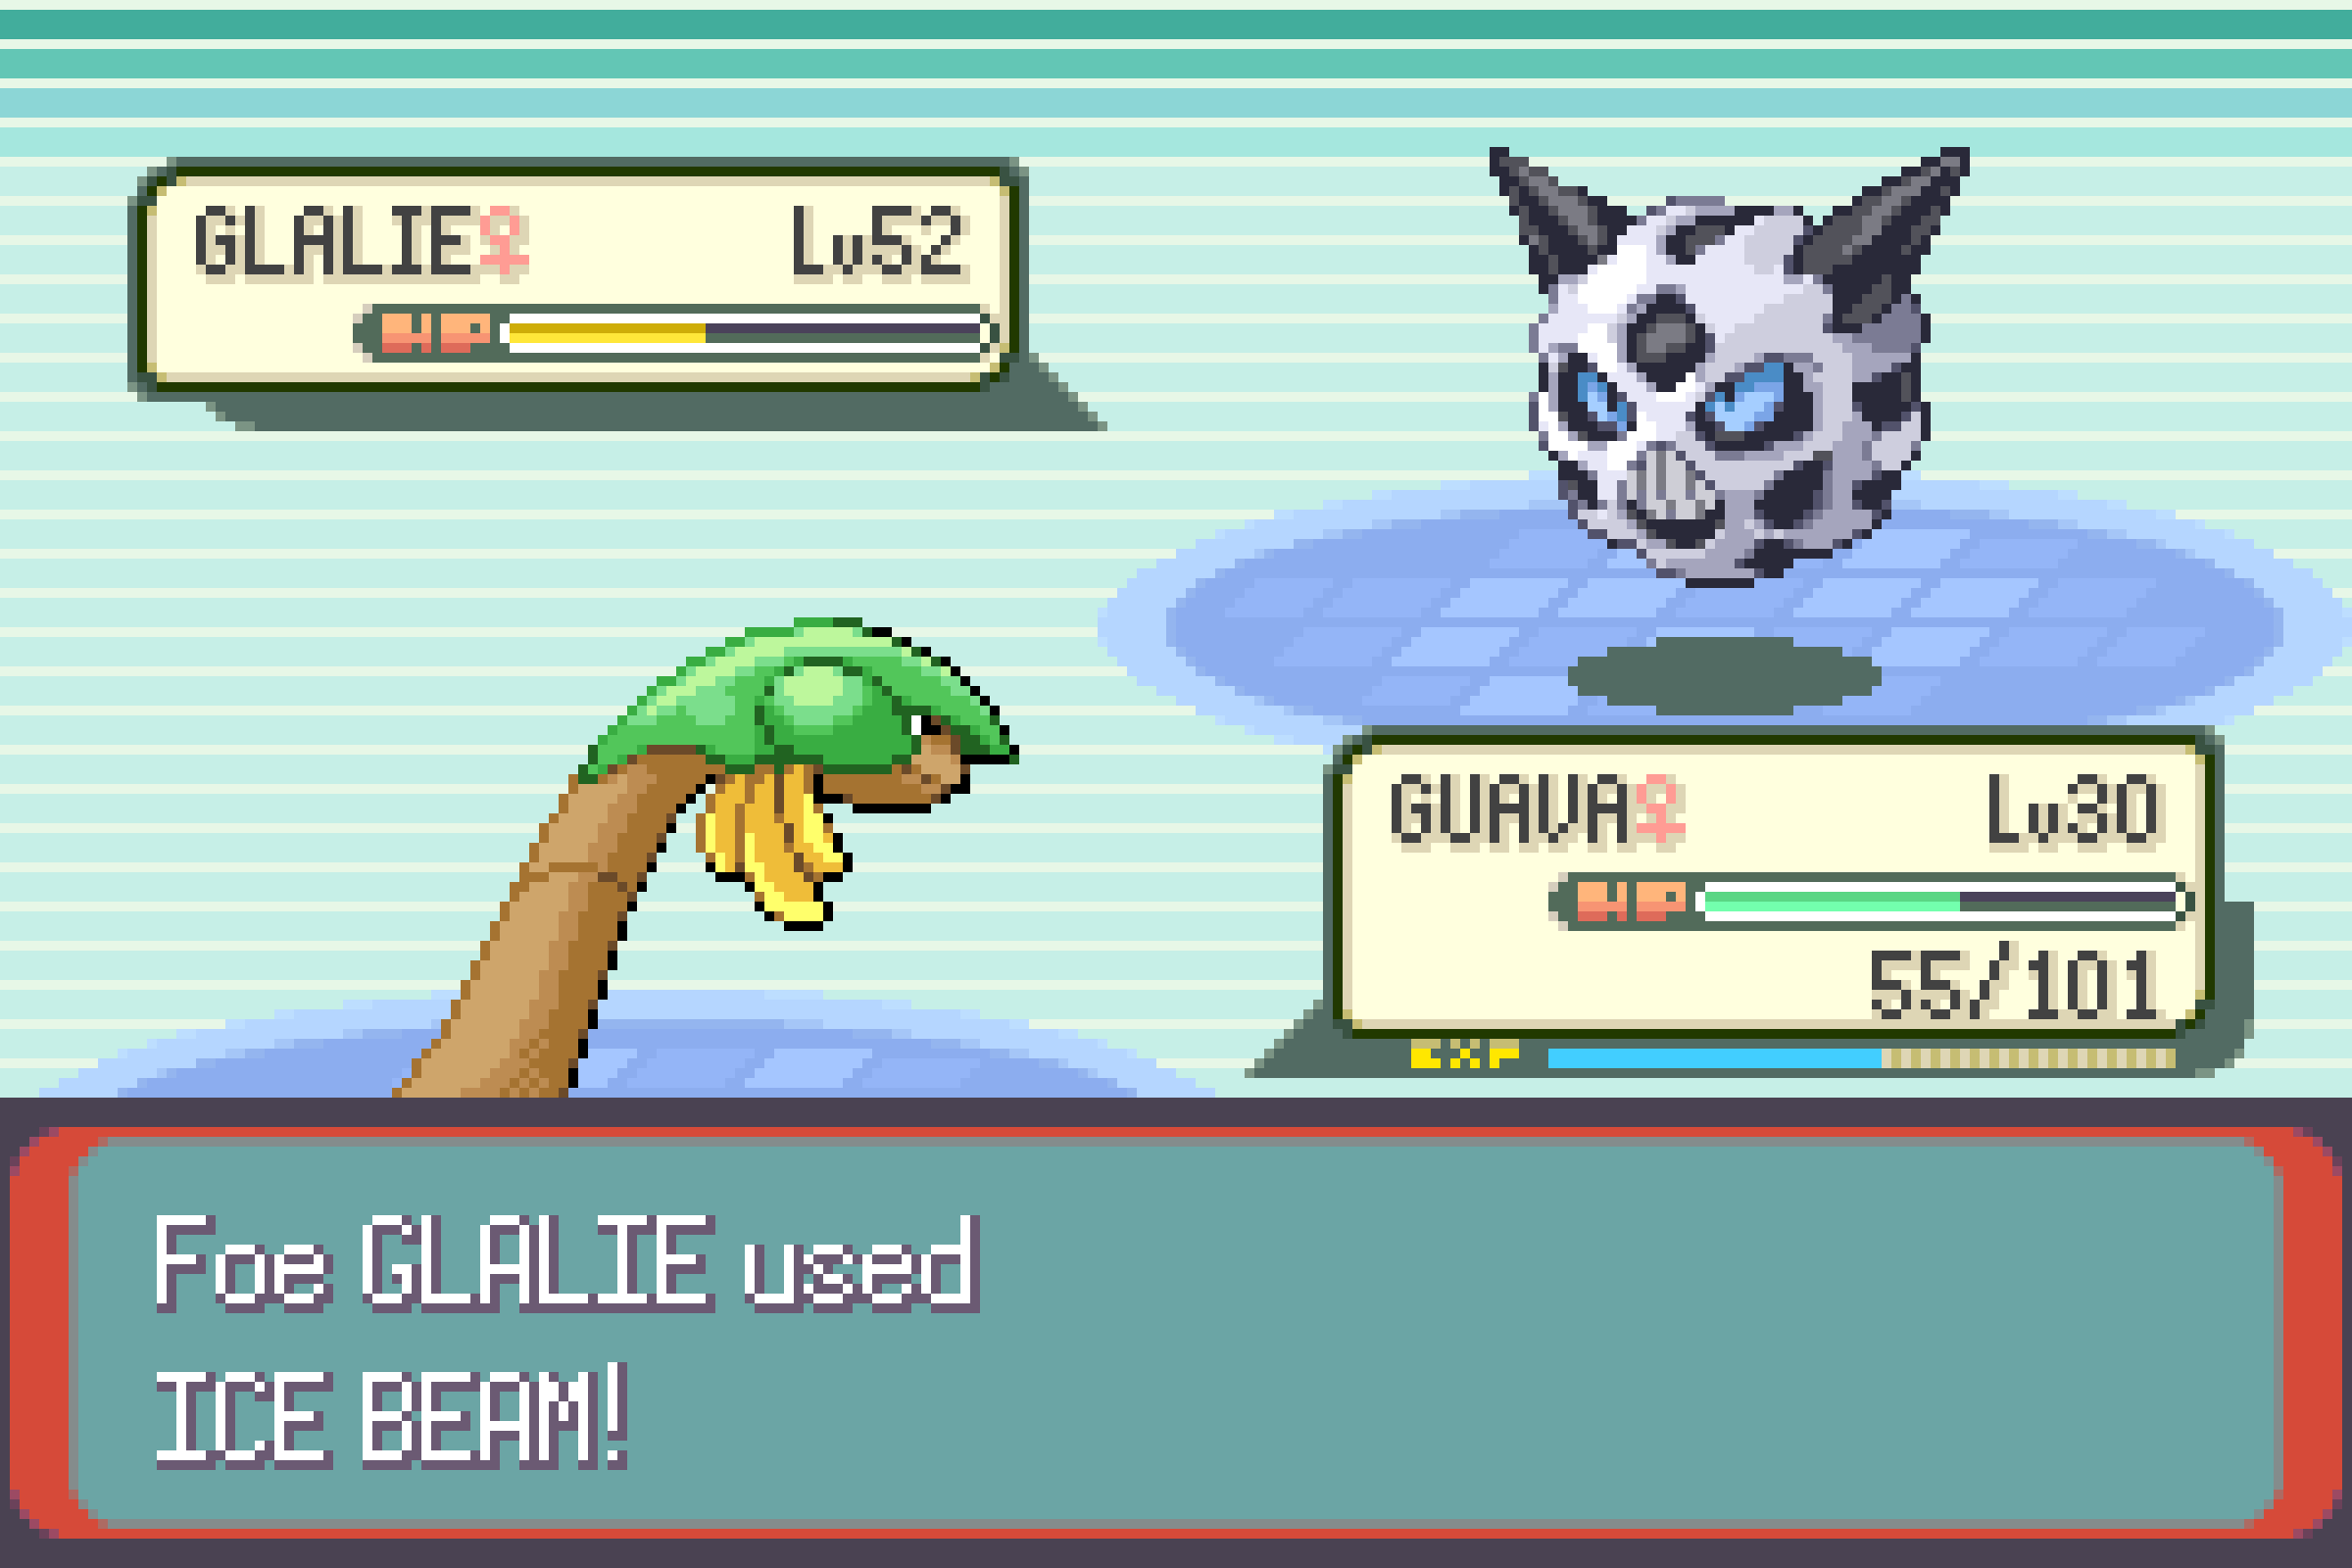 GLALIE♀ Lv52
HP
GUAVA♀ Lv30
HP
55/101
EXP
Foe GLALIE used
ICE BEAM!